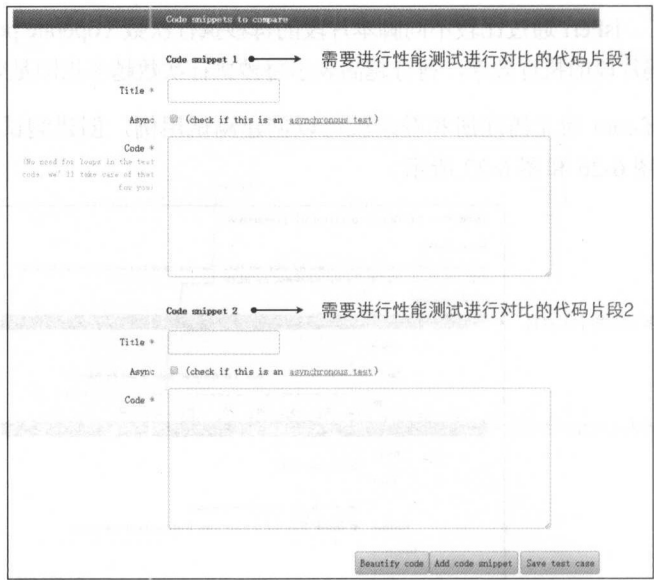 Code snippets to compare
Code snippet 1 需要进行性能测试进行对比的代码片段1
Title *
Async (check if this is an asynchronous test)
Code *
(No need for loops in the test
code. we'll take care of that
for you)
Code snippet 2 需要进行性能测试进行对比的代码片段2
Title *
Async (check if this is an asynchronous test)
Code *
Beautify code Add code snippet Save test case